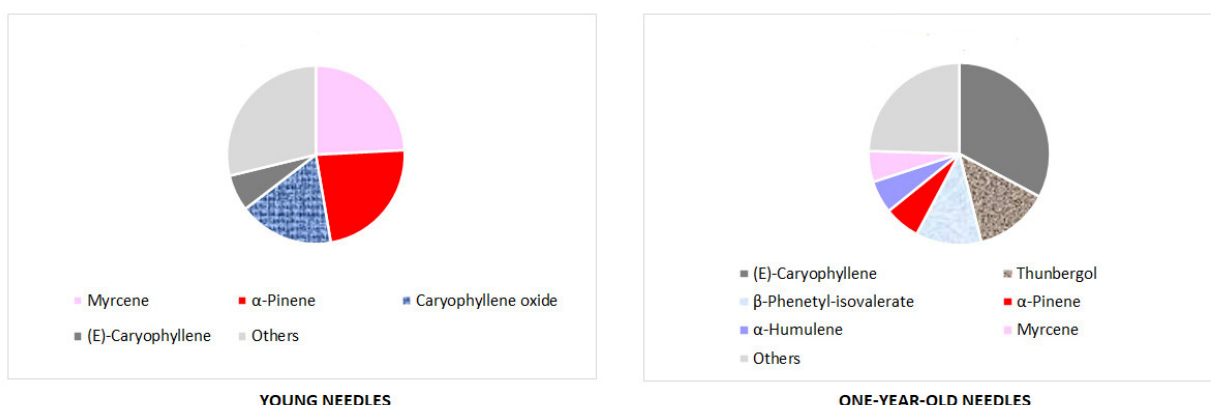 Myrcene α-Pinene Caryophyllene oxide
(E)-Caryophyllene Others
YOUNG NEEDLES
(E)-Caryophyllene Thunbergol
β-Phenetyl-isovalerate α-Pinene
α-Humulene Myrcene
Others
ONE-YEAR-OLD NEEDLES